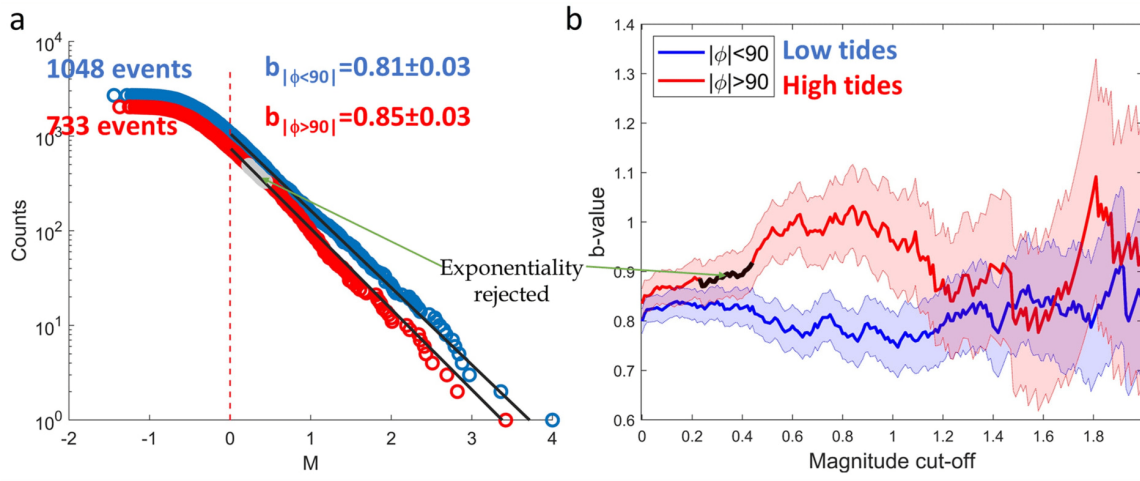 a
b
10^4
10^3
10^2
10^1
10^0
Counts
1048 events
733 events
b|ϕ<90|=0.81±0.03
b|ϕ>90|=0.85±0.03
-2 -1 0 1 2 3 4
M
Exponentiality
rejected
1.4
1.3
1.2
1.1
1
0.9
0.8
0.7
0.6
b-value
|ϕ|<90 Low tides
|ϕ|>90 High tides
0 0.2 0.4 0.6 0.8 1 1.2 1.4 1.6 1.8
Magnitude cut-off